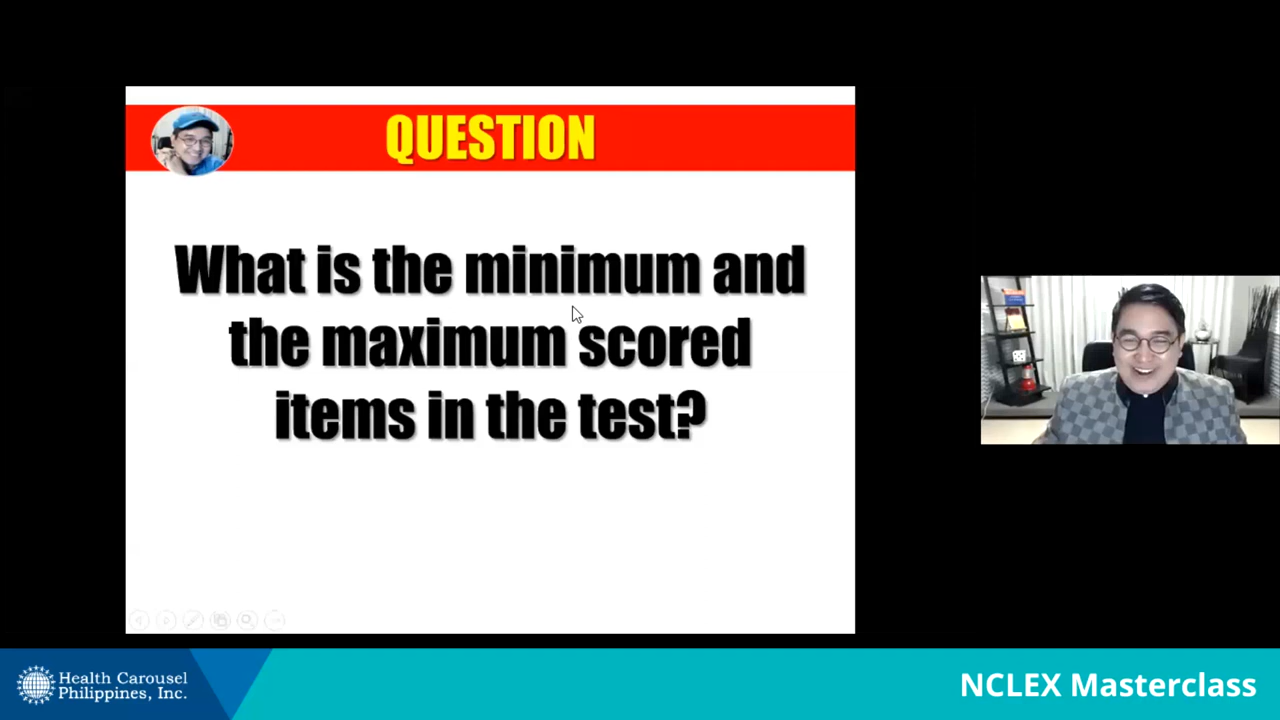 QUESTION
What is the minimum and
the maximum scored
items in the test?
Health Carousel
Philippines, Inc.
NCLEX Masterclass